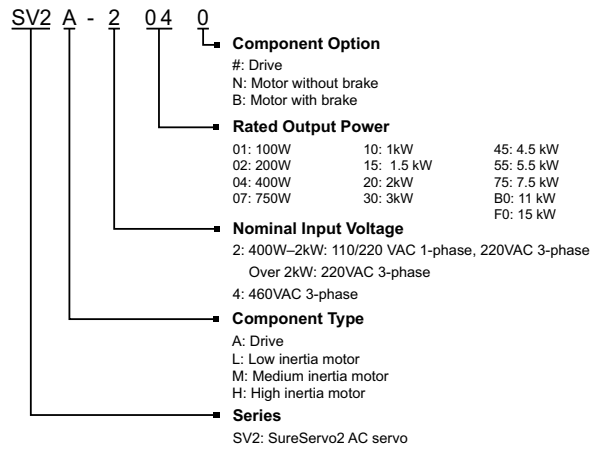 SV2 A - 2 04 0
Component Option
#: Drive
N: Motor without brake
B: Motor with brake
Rated Output Power
01: 100W 10: 1kW 45: 4.5 kW
02: 200W 15: 1.5 kW 55: 5.5 kW
04: 400W 20: 2kW 75: 7.5 kW
07: 750W 30: 3kW B0: 11 kW
F0: 15 kW
Nominal Input Voltage
2: 400W–2kW: 110/220 VAC 1-phase, 220VAC 3-phase
Over 2kW: 220VAC 3-phase
4: 460VAC 3-phase
Component Type
A: Drive
L: Low inertia motor
M: Medium inertia motor
H: High inertia motor
Series
SV2: SureServo2 AC servo